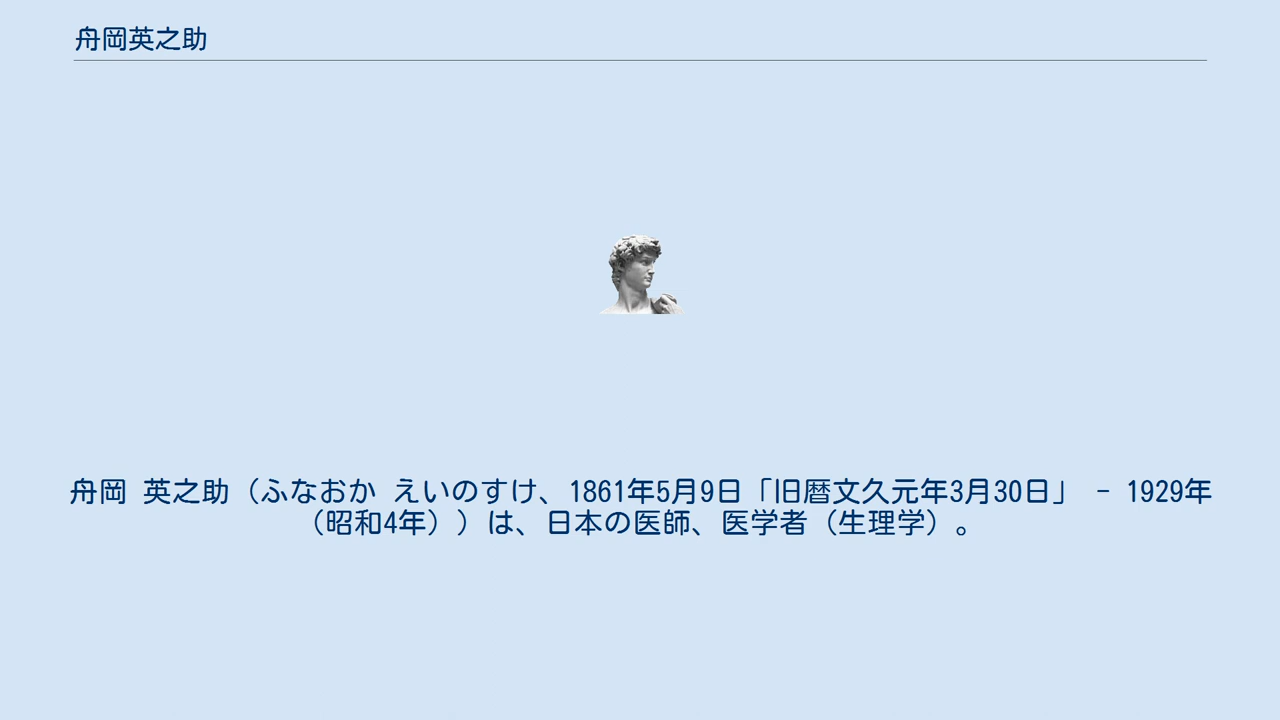 舟岡英之助
舟岡 英之助（ふなおか えいのすけ、1861年5月9日「旧暦文久元年3月30日」 - 1929年
（昭和4年））は、日本の医師、医学者（生理学）。